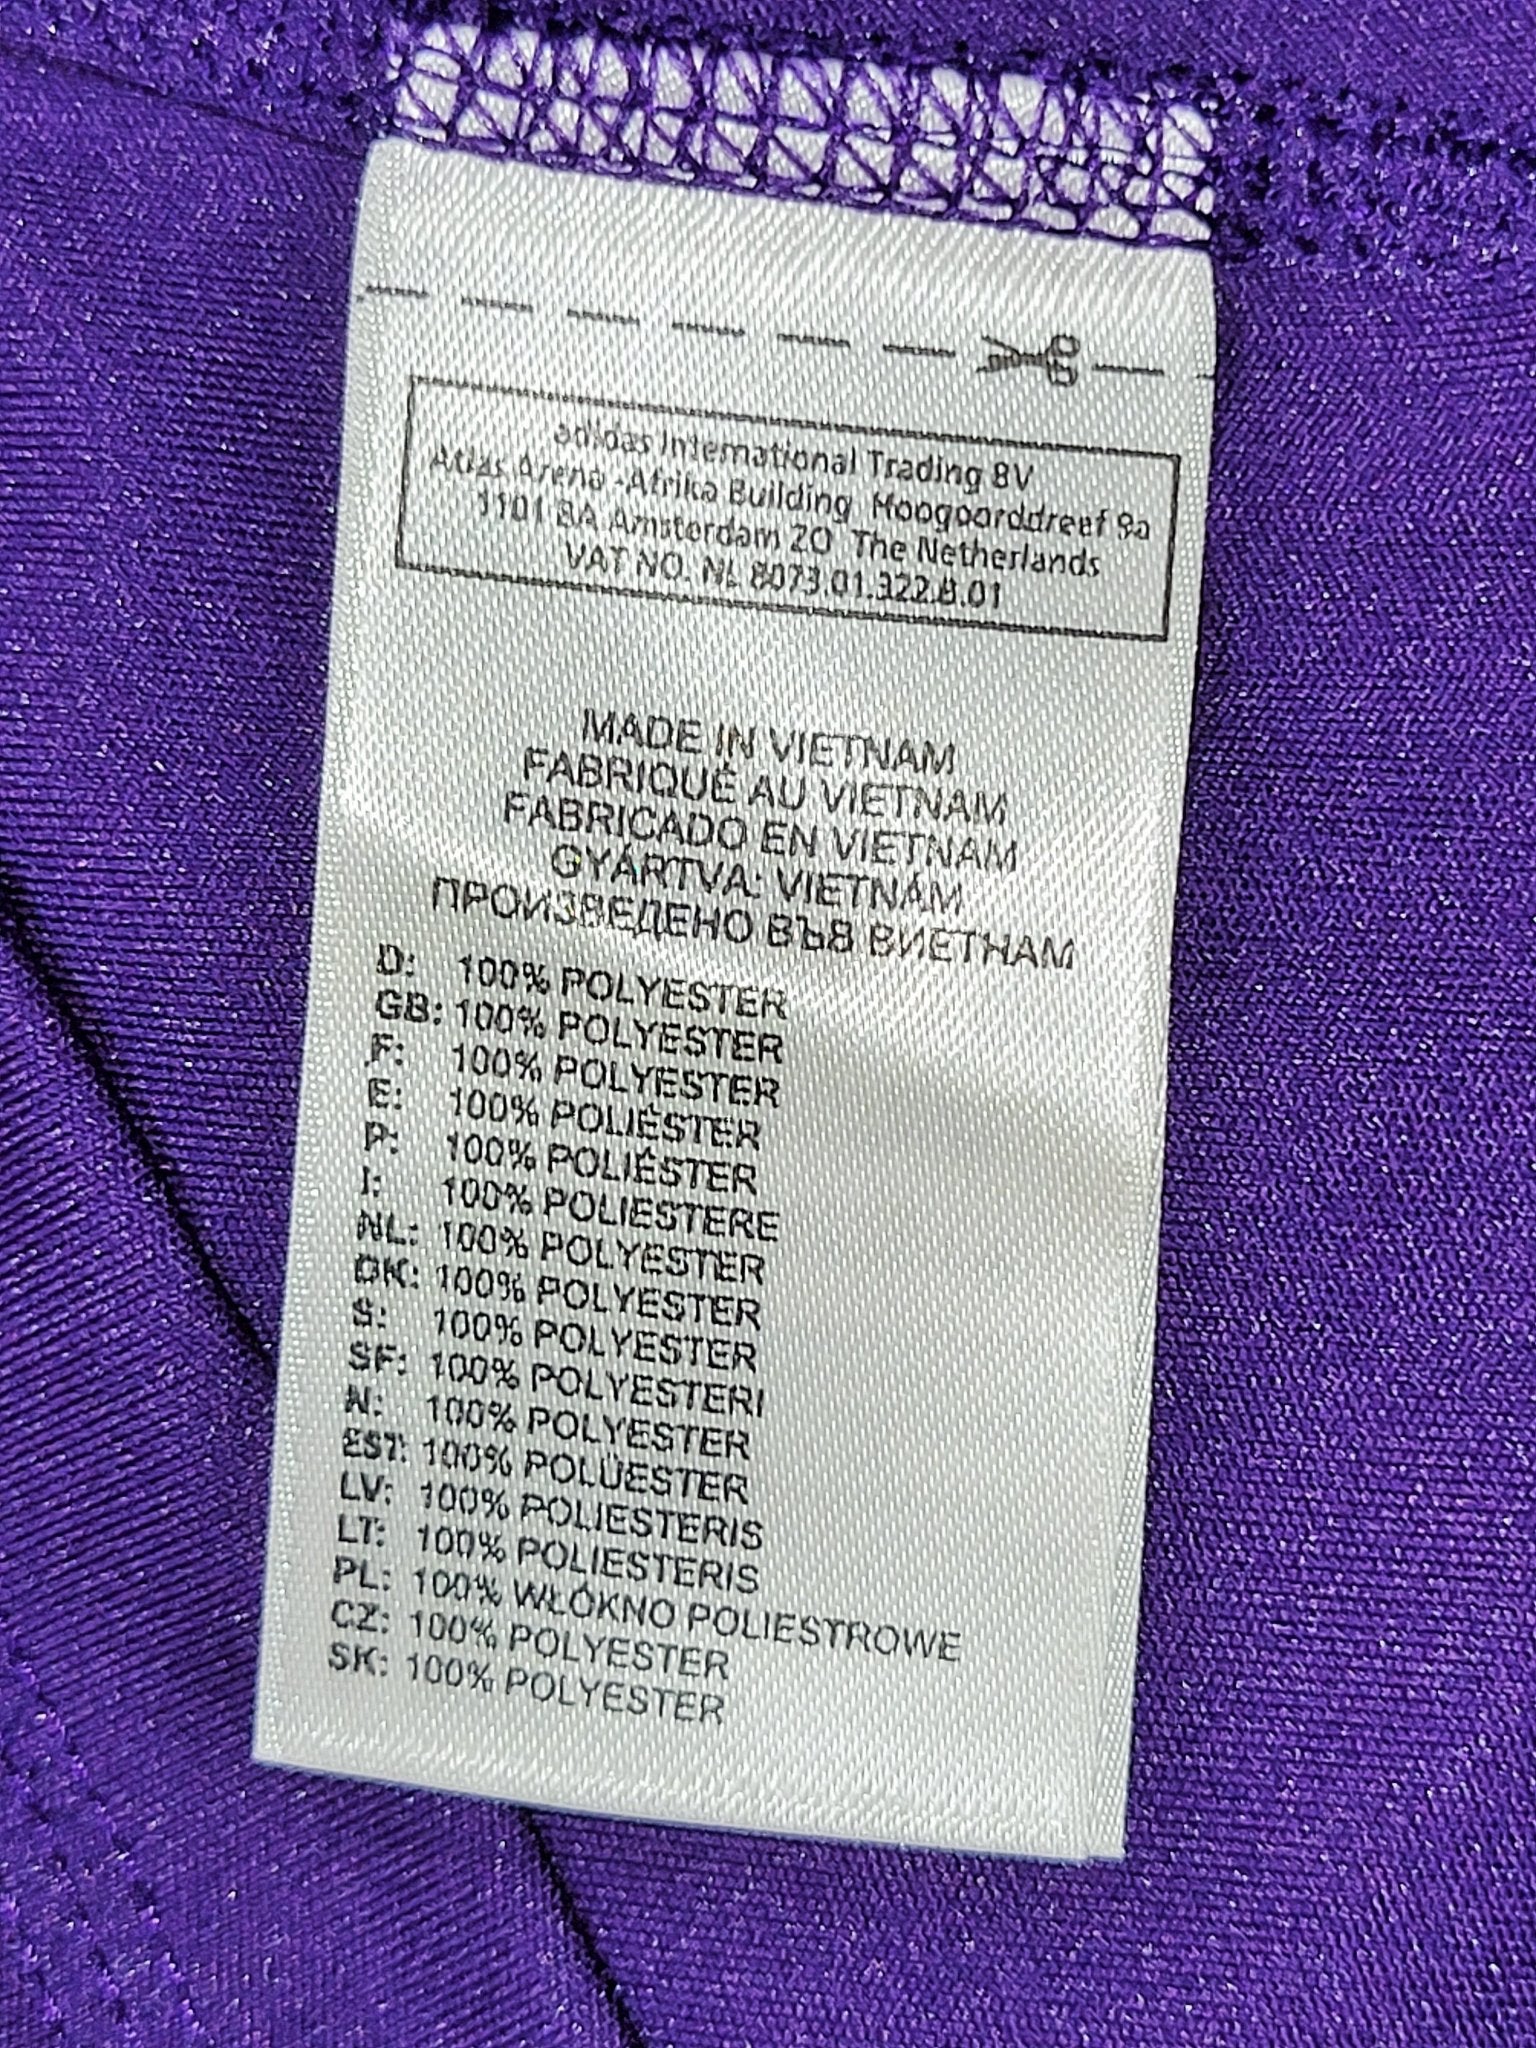 adidas International Trading BV
Atlas Arena -Afrika Building Hoogoorddreef 9a
1101 BA Amsterdam ZO The Netherlands
VAT NO. NL 8073.01.322.B.01
MADE IN VIETNAM
FABRIQUÉ AU VIETNAM
FABRICADO EN VIETNAM
GYÁRTVA: VIETNÁM
ПРОИЗВЕДЕНО ВЪВ ВИЕТНАМ
D: 100% POLYESTER
GB: 100% POLYESTER
F: 100% POLYESTER
E: 100% POLIÉSTER
P: 100% POLIÉSTER
I: 100% POLIESTERE
NL: 100% POLYESTER
DK: 100% POLYESTER
S: 100% POLYESTER
SF: 100% POLYESTERI
N: 100% POLYESTER
EST: 100% POLÜESTER
LV: 100% POLIESTERIS
LT: 100% POLIESTERIS
PL: 100% WŁÓKNO POLIESTROWE
CZ: 100% POLYESTER
SK: 100% POLYESTER